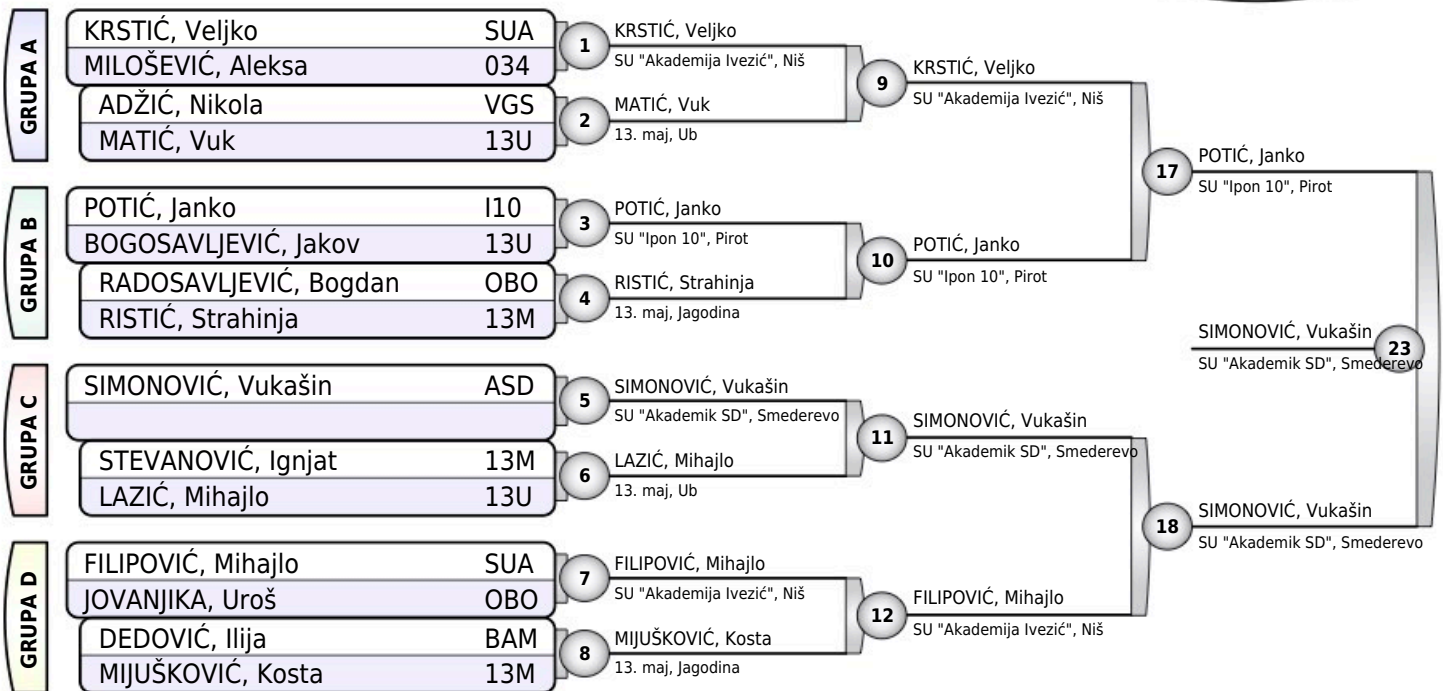 GRUPA A
KRSTIĆ, Veljko SUA
MILOŠEVIĆ, Aleksa 034
ADŽIĆ, Nikola VGS
MATIĆ, Vuk 13U
GRUPA B
POTIĆ, Janko I10
BOGOSAVLJEVIĆ, Jakov 13U
RADOSAVLJEVIĆ, Bogdan OBO
RISTIĆ, Strahinja 13M
GRUPA C
SIMONOVIĆ, Vukašin ASD
STEVANOVIĆ, Ignjat 13M
LAZIĆ, Mihajlo 13U
GRUPA D
FILIPOVIĆ, Mihajlo SUA
JOVANJIKA, Uroš OBO
DEDOVIĆ, Ilija BAM
MIJUŠKOVIĆ, Kosta 13M
1
KRSTIĆ, Veljko
SU "Akademija Ivezić", Niš
2
MATIĆ, Vuk
13. maj, Ub
3
POTIĆ, Janko
SU "Ipon 10", Pirot
4
RISTIĆ, Strahinja
13. maj, Jagodina
5
SIMONOVIĆ, Vukašin
SU "Akademik SD", Smederevo
6
LAZIĆ, Mihajlo
13. maj, Ub
7
FILIPOVIĆ, Mihajlo
SU "Akademija Ivezić", Niš
8
MIJUŠKOVIĆ, Kosta
13. maj, Jagodina
9
KRSTIĆ, Veljko
SU "Akademija Ivezić", Niš
10
POTIĆ, Janko
SU "Ipon 10", Pirot
11
SIMONOVIĆ, Vukašin
SU "Akademik SD", Smederevo
12
FILIPOVIĆ, Mihajlo
SU "Akademija Ivezić", Niš
17
POTIĆ, Janko
SU "Ipon 10", Pirot
18
SIMONOVIĆ, Vukašin
SU "Akademik SD", Smederevo
23
SIMONOVIĆ, Vukašin
SU "Akademik SD", Smederevo